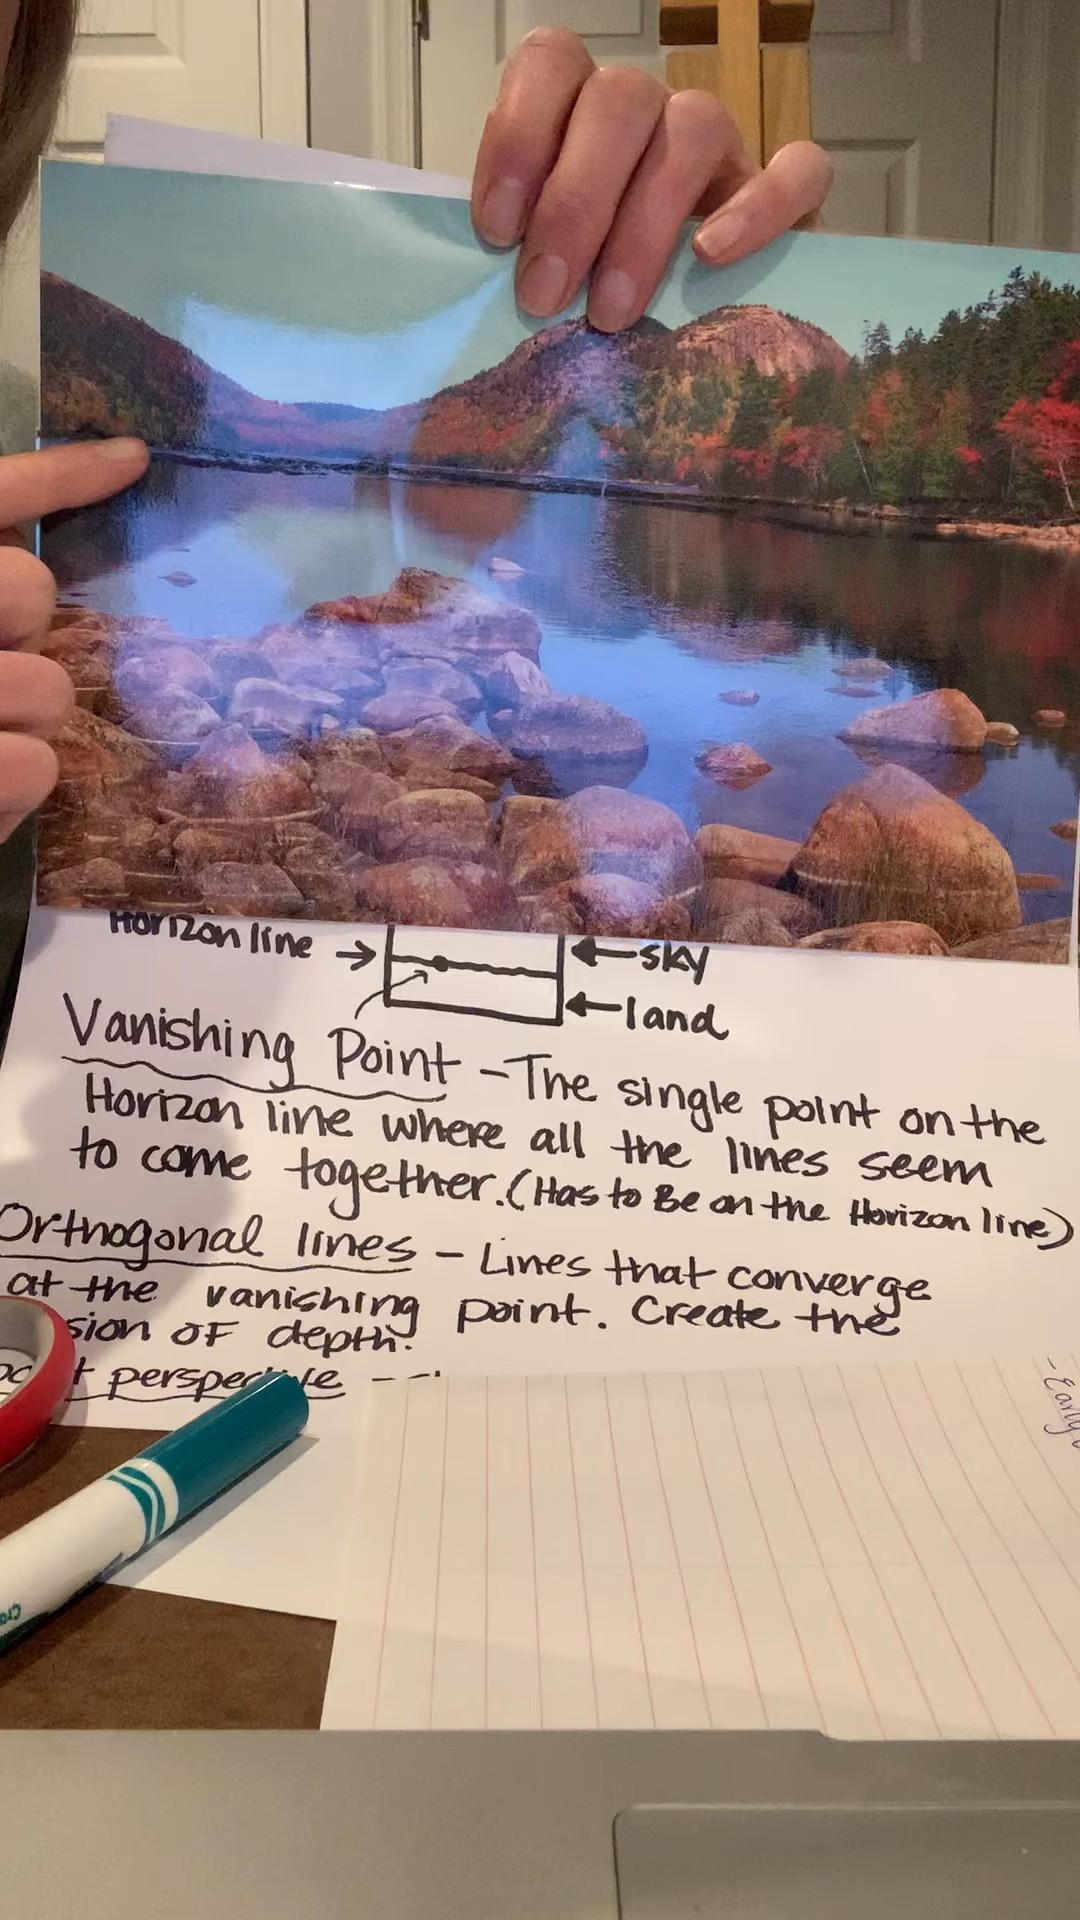 Horizon line → ← sky
← land
Vanishing Point - The single point on the
Horizon line where all the lines seem
to come together. (Has to Be on the Horizon line)
Orthogonal lines - Lines that converge
at the vanishing point. Create the
sion OF depth.
perspective -
-Early